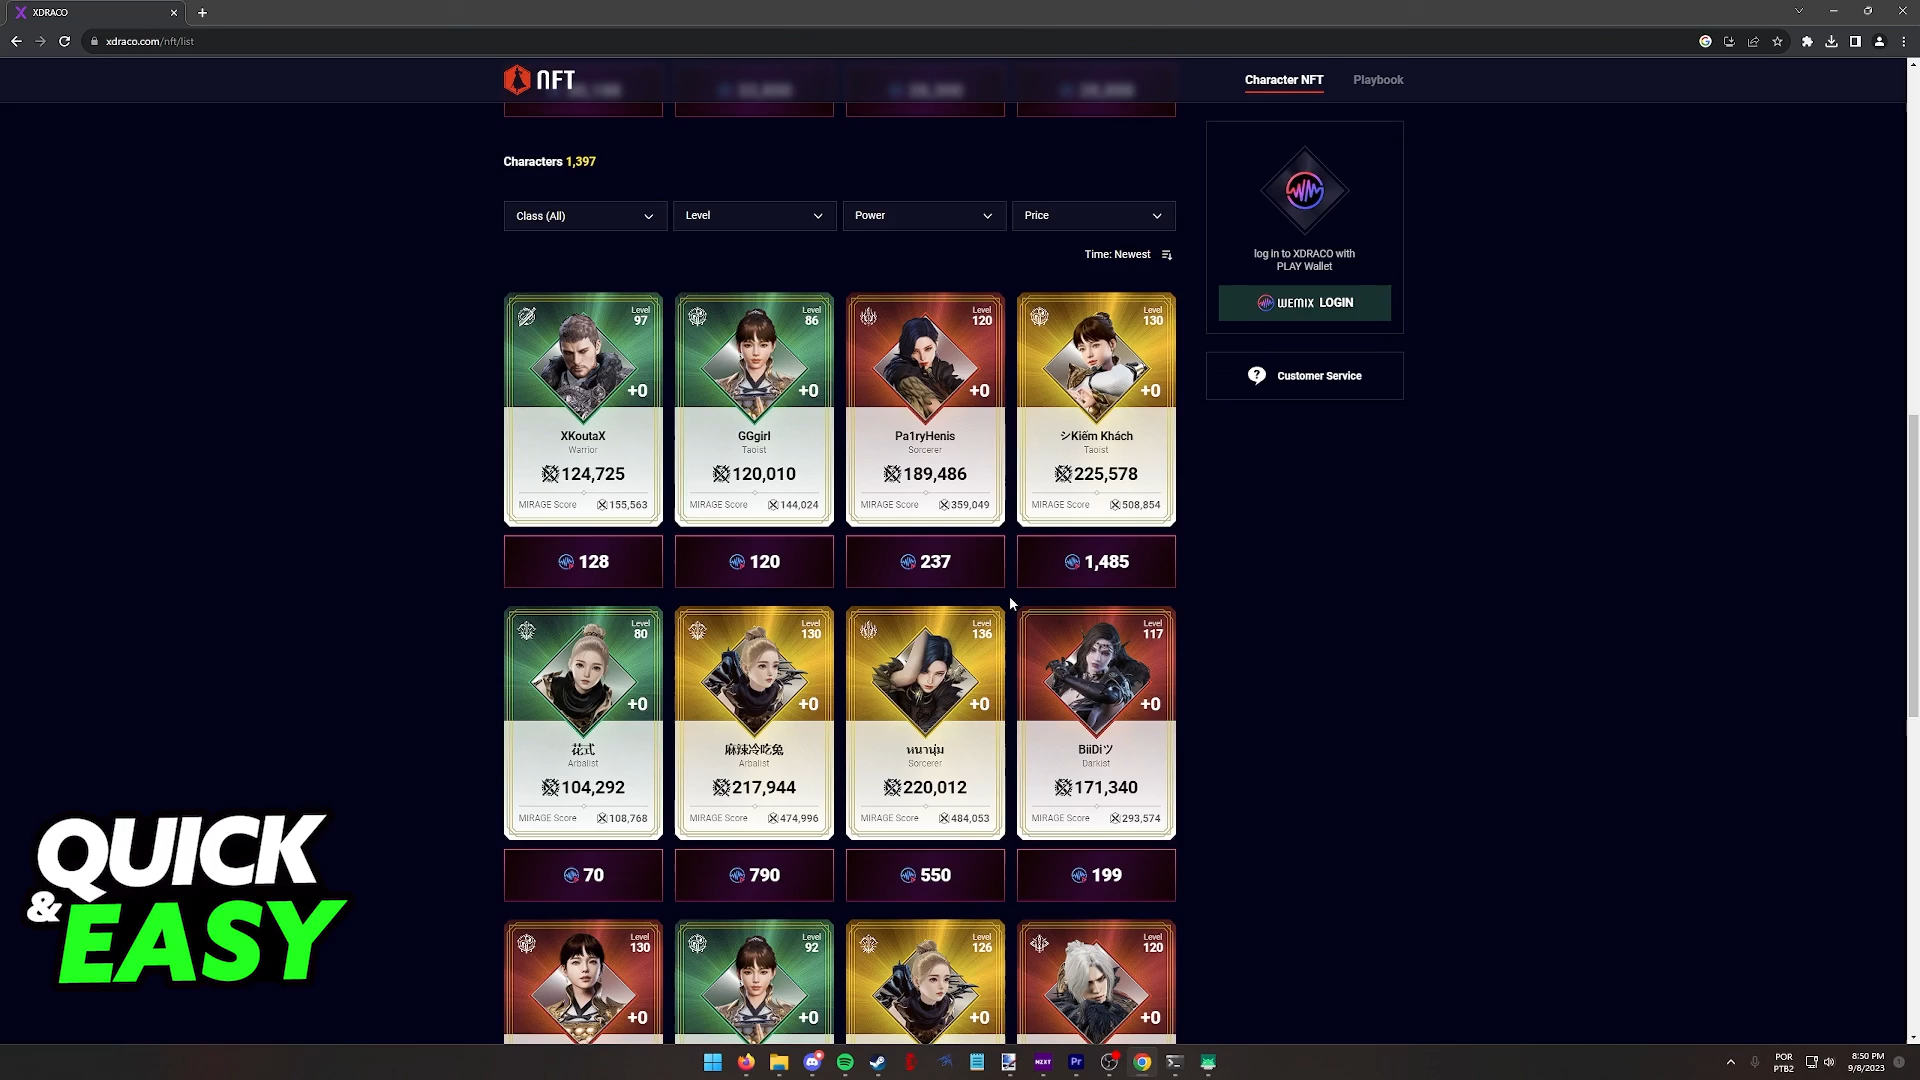 XDRACO
xdraco.com/nft/list
NFT
Character NFT
Playbook
Characters 1,397
Class (All)
Level
Power
Price
Time: Newest
log in to XDRACO with
PLAY Wallet
WEMIX LOGIN
Customer Service
Level
97
+0
XKoutaX
Warrior
124,725
MIRAGE Score 155,563
128
Level
86
+0
GGgirl
Taoist
120,010
MIRAGE Score 144,024
120
Level
120
+0
Pa1ryHenis
Sorcerer
189,486
MIRAGE Score 359,049
237
Level
130
+0
シKiếm Khách
Taoist
225,578
MIRAGE Score 508,854
1,485
Level
80
+0
花式
Arbalist
104,292
MIRAGE Score 108,768
70
Level
130
+0
麻辣冷吃兔
Arbalist
217,944
MIRAGE Score 474,996
790
Level
136
+0
หนานุ่ม
Sorcerer
220,012
MIRAGE Score 484,053
550
Level
117
+0
BiiDiツ
Darkist
171,340
MIRAGE Score 293,574
199
Level
130
+0
Level
92
+0
Level
126
+0
Level
120
+0
QUICK
& EASY
NZXT
Pr
POR
PTB2
8:50 PM
9/8/2023